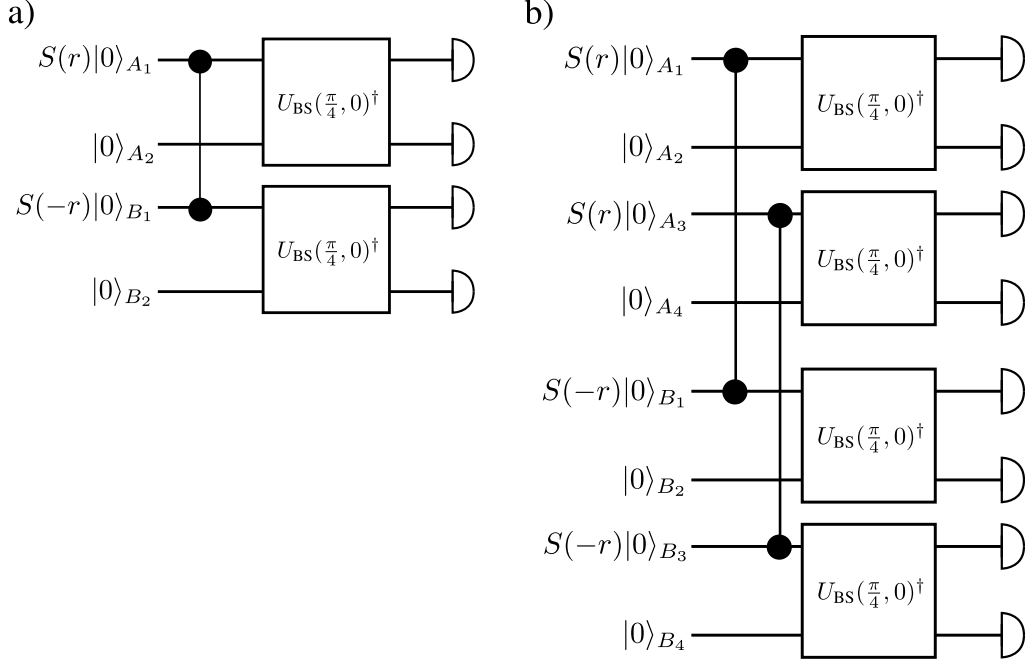 a)
S(r)|0⟩_{A_1}
U_{BS}(π/4, 0)^†
|0⟩_{A_2}
S(−r)|0⟩_{B_1}
U_{BS}(π/4, 0)^†
|0⟩_{B_2}
b)
S(r)|0⟩_{A_1}
U_{BS}(π/4, 0)^†
|0⟩_{A_2}
S(r)|0⟩_{A_3}
U_{BS}(π/4, 0)^†
|0⟩_{A_4}
S(−r)|0⟩_{B_1}
U_{BS}(π/4, 0)^†
|0⟩_{B_2}
S(−r)|0⟩_{B_3}
U_{BS}(π/4, 0)^†
|0⟩_{B_4}